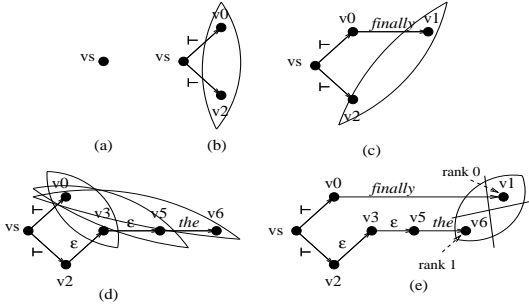 v0
finally
v1
T
v0
vs
vs
T
vs
T
T
v2
v2
(a)
(b)
(c)
rank 0
v1
v0
v0
finally
T
v3
ε
v5
the
v6
T
v3
ε
v5
the
v6
vs
ε
vs
ε
T
T
v2
v2
rank 1
(d)
(e)